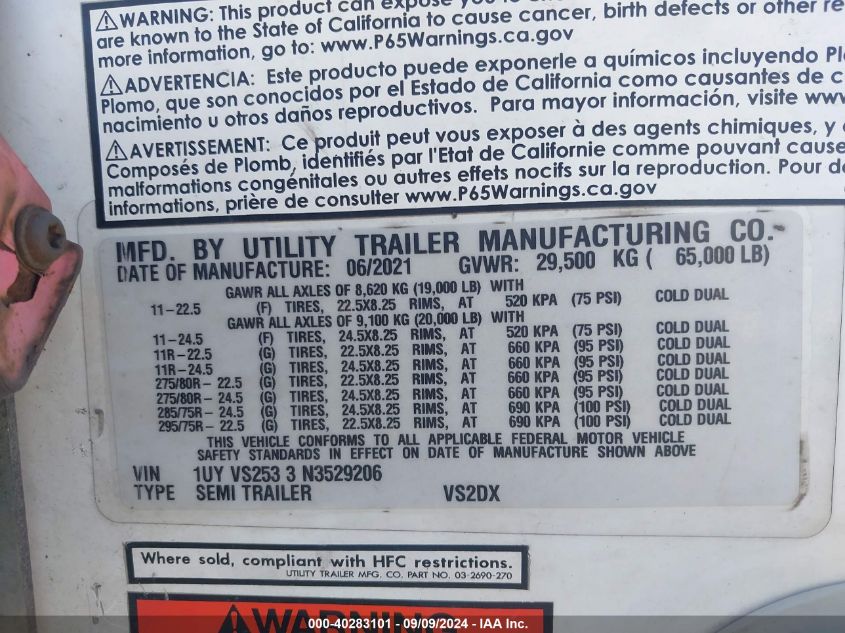 ⚠WARNING: This product can expose you to
are known to the State of California to cause cancer, birth defects or other re
more information, go to: www.P65Warnings.ca.gov
⚠ADVERTENCIA: Este producto puede exponerle a químicos incluyendo Pl
Plomo, que son conocidos por el Estado de California como causantes de c
nacimiento u otros daños reproductivos. Para mayor información, visite www
⚠AVERTISSEMENT: Ce produit peut vous exposer à des agents chimiques, y
Composés de Plomb, identifiés par l'Etat de Californie comme pouvant cause
malformations congénitales ou autres effets nocifs sur la reproduction. Pour de
informations, prière de consulter www.P65Warnings.ca.gov
MFD. BY UTILITY TRAILER MANUFACTURING CO.
DATE OF MANUFACTURE: 06/2021 GVWR: 29,500 KG ( 65,000 LB)
GAWR ALL AXLES OF 8,620 KG (19,000 LB) WITH
11-22.5 (F) TIRES, 22.5X8.25 RIMS, AT 520 KPA (75 PSI) COLD DUAL
GAWR ALL AXLES OF 9,100 KG (20,000 LB) WITH
11-24.5 (F) TIRES, 24.5X8.25 RIMS, AT 520 KPA (75 PSI) COLD DUAL
11R-22.5 (G) TIRES, 22.5X8.25 RIMS, AT 660 KPA (95 PSI) COLD DUAL
11R-24.5 (G) TIRES, 24.5X8.25 RIMS, AT 660 KPA (95 PSI) COLD DUAL
275/80R-22.5 (G) TIRES, 22.5X8.25 RIMS, AT 660 KPA (95 PSI) COLD DUAL
275/80R-24.5 (G) TIRES, 24.5X8.25 RIMS, AT 660 KPA (95 PSI) COLD DUAL
285/75R-24.5 (G) TIRES, 24.5X8.25 RIMS, AT 690 KPA (100 PSI) COLD DUAL
295/75R-22.5 (G) TIRES, 22.5X8.25 RIMS, AT 690 KPA (100 PSI) COLD DUAL
THIS VEHICLE CONFORMS TO ALL APPLICABLE FEDERAL MOTOR VEHICLE
SAFETY STANDARDS IN EFFECT ON DATE OF MANUFACTURE SHOWN ABOVE
VIN 1UY VS253 3 N3529206
TYPE SEMI TRAILER VS2DX
Where sold, compliant with HFC restrictions.
UTILITY TRAILER MFG. CO. PART NO. 03-2690-270
⚠WARNING
000-40283101 - 09/09/2024 - IAA Inc.